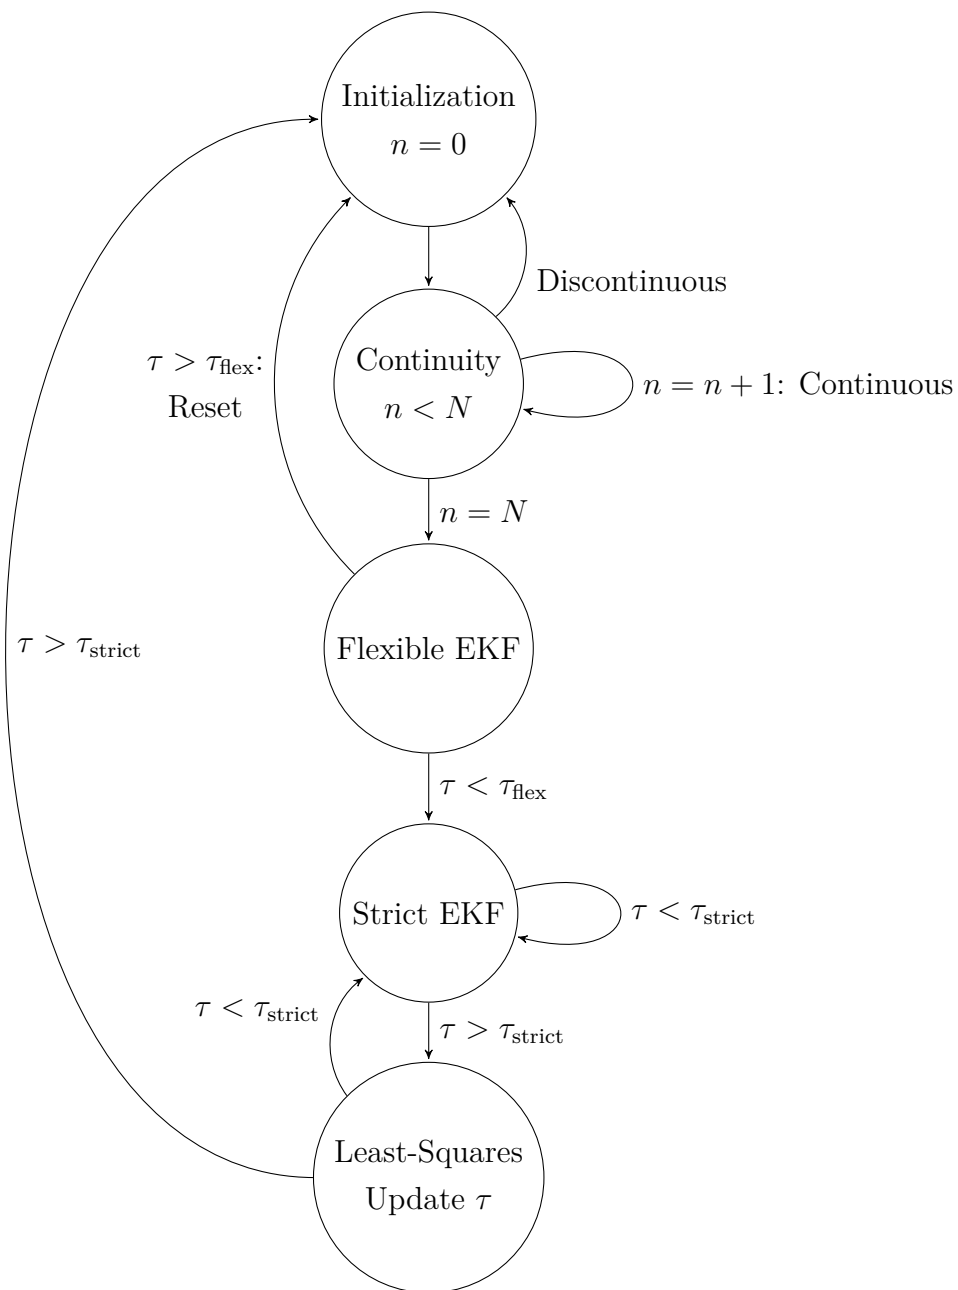 Initialization
n = 0
Discontinuous
τ > τ_flex:
Reset
Continuity
n < N
n = n + 1: Continuous
n = N
τ > τ_strict
Flexible EKF
τ < τ_flex
Strict EKF
τ < τ_strict
τ < τ_strict
τ > τ_strict
Least-Squares
Update τ